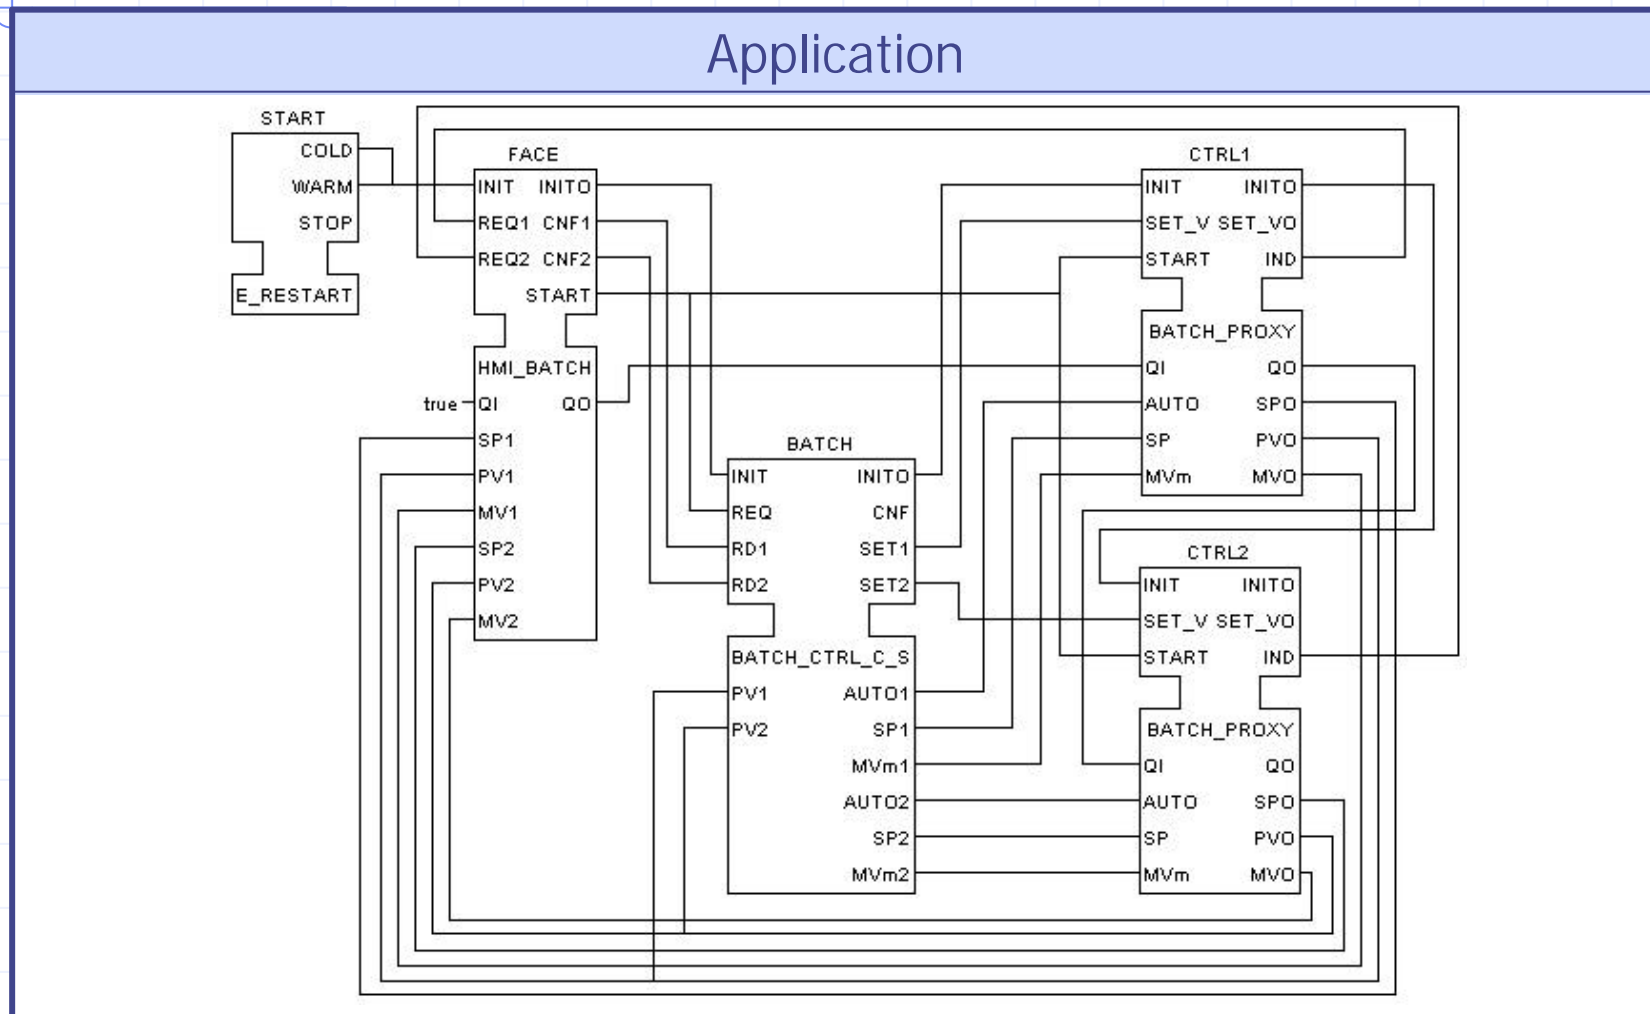 Application
START
COLD
WARM
STOP
E_RESTART
FACE
INIT INITO
REQ1 CNF1
REQ2 CNF2
START
HMI_BATCH
true QI QO
SP1
PV1
MV1
SP2
PV2
MV2
BATCH
INIT INITO
REQ CNF
RD1 SET1
RD2 SET2
BATCH_CTRL_C_S
PV1 AUTO1
PV2 SP1
MVm1
AUTO2
SP2
MVm2
CTRL1
INIT INITO
SET_V SET_VO
START IND
BATCH_PROXY
QI QO
AUTO SPO
SP PVO
MVm MVO
CTRL2
INIT INITO
SET_V SET_VO
START IND
BATCH_PROXY
QI QO
AUTO SPO
SP PVO
MVm MVO